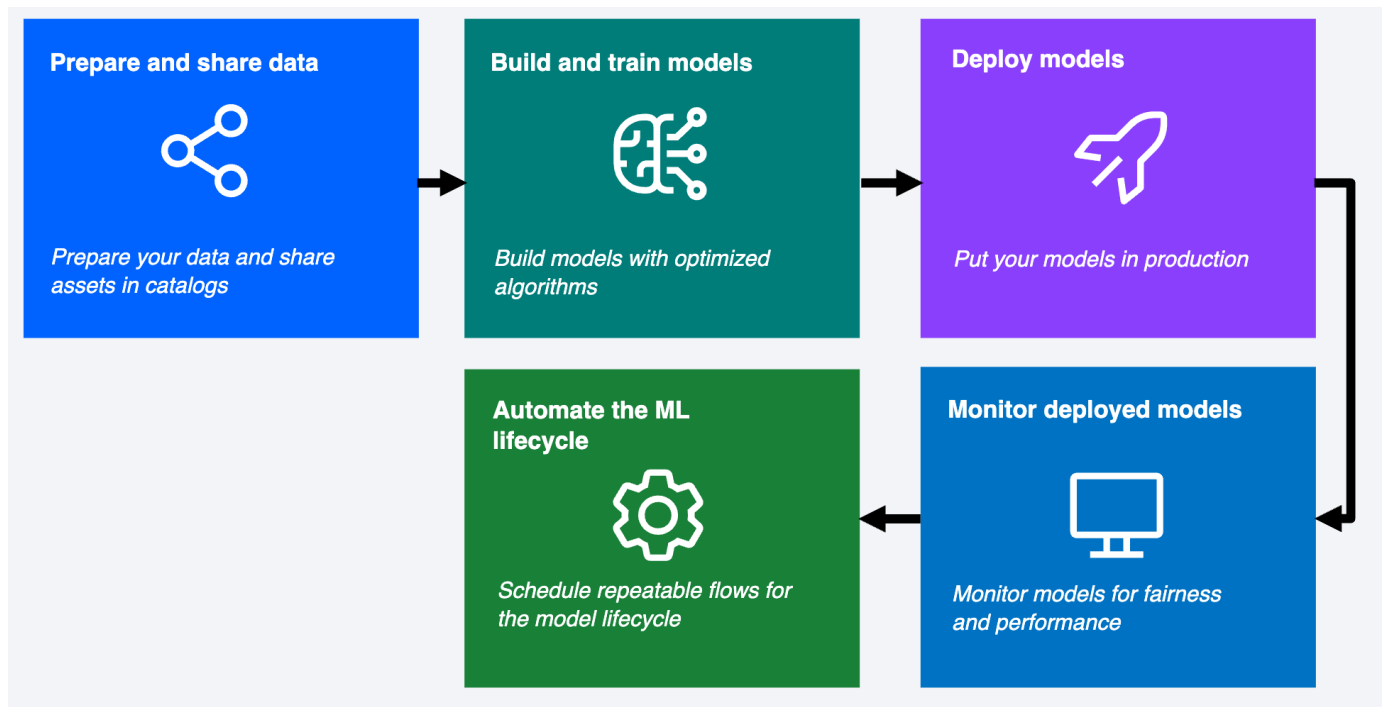 Prepare and share data
Prepare your data and share
assets in catalogs
Build and train models
Build models with optimized
algorithms
Deploy models
Put your models in production
Monitor deployed models
Monitor models for fairness
and performance
Automate the ML
lifecycle
Schedule repeatable flows for
the model lifecycle